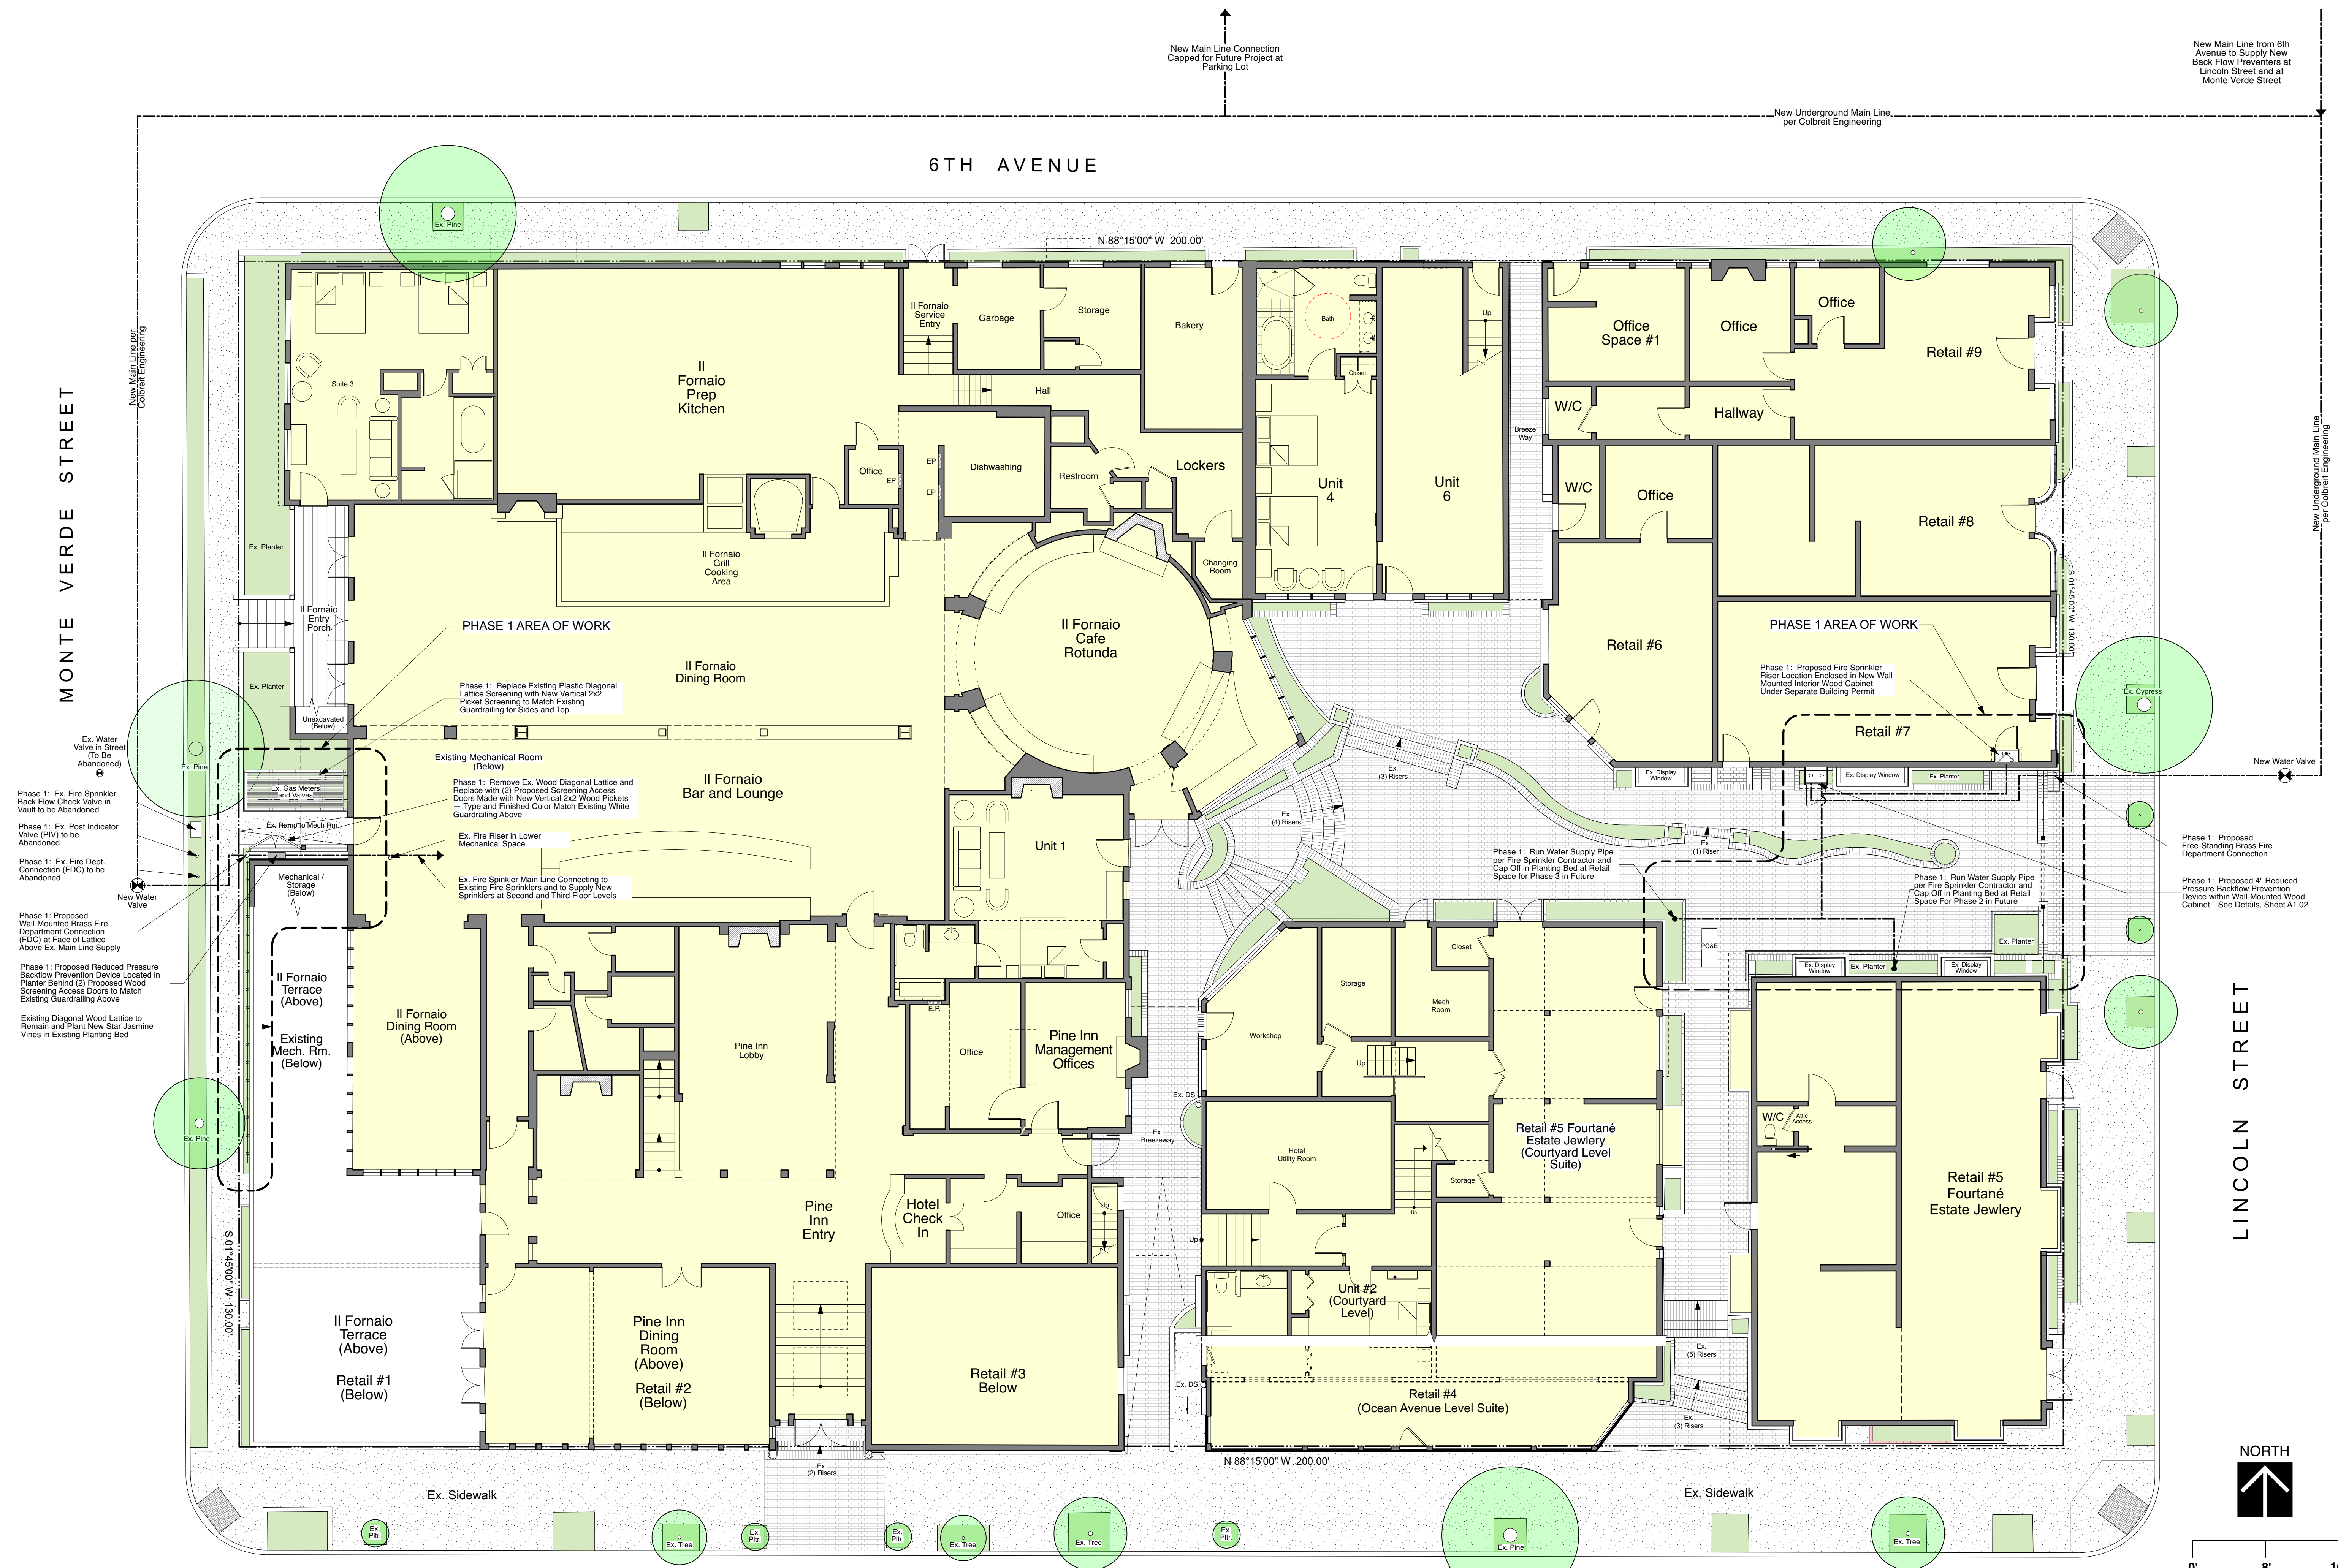 New Main Line Connection
Capped for Future Project at
Parking Lot
New Main Line from 6th
Avenue to Supply New
Back Flow Preventers at
Lincoln Street and at
Monte Verde Street
New Underground Main Line
per Colbreit Engineering
6TH AVENUE
N 88°15'00" W 200.00'
Ex. Pine
New Main Line per
Colbreit Engineering
MONTE VERDE STREET
Suite 3
Il
Fornaio
Prep
Kitchen
Il Fornaio
Service
Entry
Garbage
Storage
Bakery
Hall
Bath
Closet
Up
Unit
4
Unit
6
Breeze
Way
Office
Space #1
Office
Office
Retail #9
W/C
Hallway
W/C
Office
Retail #8
Office
EP
EP
EP
Dishwashing
Restroom
Lockers
Changing
Room
New Underground Main Line
per Colbreit Engineering
S 01°45'00" W 130.00'
Ex. Planter
Il Fornaio
Entry
Porch
Ex. Planter
Unexcavated
(Below)
Il Fornaio
Grill
Cooking
Area
PHASE 1 AREA OF WORK
Il Fornaio
Dining Room
Il Fornaio
Cafe
Rotunda
Phase 1: Replace Existing Plastic Diagonal
Lattice Screening with New Vertical 2x2
Picket Screening to Match Existing
Guardrailing for Sides and Top
Retail #6
PHASE 1 AREA OF WORK
Phase 1: Proposed Fire Sprinkler
Riser Location Enclosed in New Wall
Mounted Interior Wood Cabinet
Under Separate Building Permit
Retail #7
Ex. Cypress
Ex. Water
Valve in Street
(To Be
Abandoned)
Ex. Pine
Existing Mechanical Room
(Below)
Il Fornaio
Bar and Lounge
Phase 1: Remove Ex. Wood Diagonal Lattice and
Replace with (2) Proposed Screening Access
Doors Made with New Vertical 2x2 Wood Pickets
— Type and Finished Color Match Existing White
Guardrailing Above
Ex. Gas Meters
and Valves
Ex. Ramp to Mech Rm.
Phase 1: Ex. Fire Sprinkler
Back Flow Check Valve in
Vault to be Abandoned
Phase 1: Ex. Post Indicator
Valve (PIV) to be
Abandoned
Phase 1: Ex. Fire Dept.
Connection (FDC) to be
Abandoned
New Water
Valve
Ex. Fire Riser in Lower
Mechanical Space
Ex. Fire Spinkler Main Line Connecting to
Existing Fire Sprinklers and to Supply New
Sprinklers at Second and Third Floor Levels
Mechanical /
Storage
(Below)
Unit 1
Ex.
(3) Risers
Ex.
(4) Risers
Ex.
(1) Riser
Ex. Display
Window
Ex. Display Window
Ex. Planter
New Water Valve
Phase 1: Proposed
Free-Standing Brass Fire
Department Connection
Phase 1: Run Water Supply Pipe
per Fire Sprinkler Contractor and
Cap Off in Planting Bed at Retail
Space for Phase 3 in Future
Phase 1: Run Water Supply Pipe
per Fire Sprinkler Contractor and
Cap Off in Planting Bed at Retail
Space For Phase 2 in Future
Phase 1: Proposed 4" Reduced
Pressure Backflow Prevention
Device within Wall-Mounted Wood
Cabinet—See Details, Sheet A1.02
Phase 1: Proposed
Wall-Mounted Brass Fire
Department Connection
(FDC) at Face of Lattice
Above Ex. Main Line Supply
Phase 1: Proposed Reduced Pressure
Backflow Prevention Device Located in
Planter Behind (2) Proposed Wood
Screening Access Doors to Match
Existing Guardrailing Above
Existing Diagonal Wood Lattice to
Remain and Plant New Star Jasmine
Vines in Existing Planting Bed
Il Fornaio
Terrace
(Above)
Existing
Mech. Rm.
(Below)
Il Fornaio
Dining Room
(Above)
Pine Inn
Lobby
E.P.
Office
Pine Inn
Management
Offices
Closet
Storage
Mech
Room
Workshop
Up
PG&E
Ex. Planter
Ex. Display
Window
Ex. Planter
Ex. Display
Window
LINCOLN STREET
Ex. Pine
Ex. DS
Ex.
Breezeway
Hotel
Utility Room
Retail #5 Fourtané
Estate Jewlery
(Courtyard Level
Suite)
Storage
Up
W/C
Attic
Access
Retail #5
Fourtané
Estate Jewlery
S 01°45'00" W 130.00'
Pine
Inn
Entry
Hotel
Check
In
Office
Up
Up
Unit #2
(Courtyard
Level)
Il Fornaio
Terrace
(Above)
Retail #1
(Below)
Pine Inn
Dining
Room
(Above)
Retail #2
(Below)
Retail #3
Below
Ex. DS
Retail #4
(Ocean Avenue Level Suite)
Ex.
(5) Risers
Ex.
(3) Risers
Ex.
(2) Risers
N 88°15'00" W 200.00'
NORTH
Ex. Sidewalk
Ex. Sidewalk
Ex.
Pltr.
Ex. Tree
Ex.
Pltr.
Ex.
Pltr.
Ex. Tree
Ex. Tree
Ex.
Pltr.
Ex. Pine
Ex. Tree
0'
8'